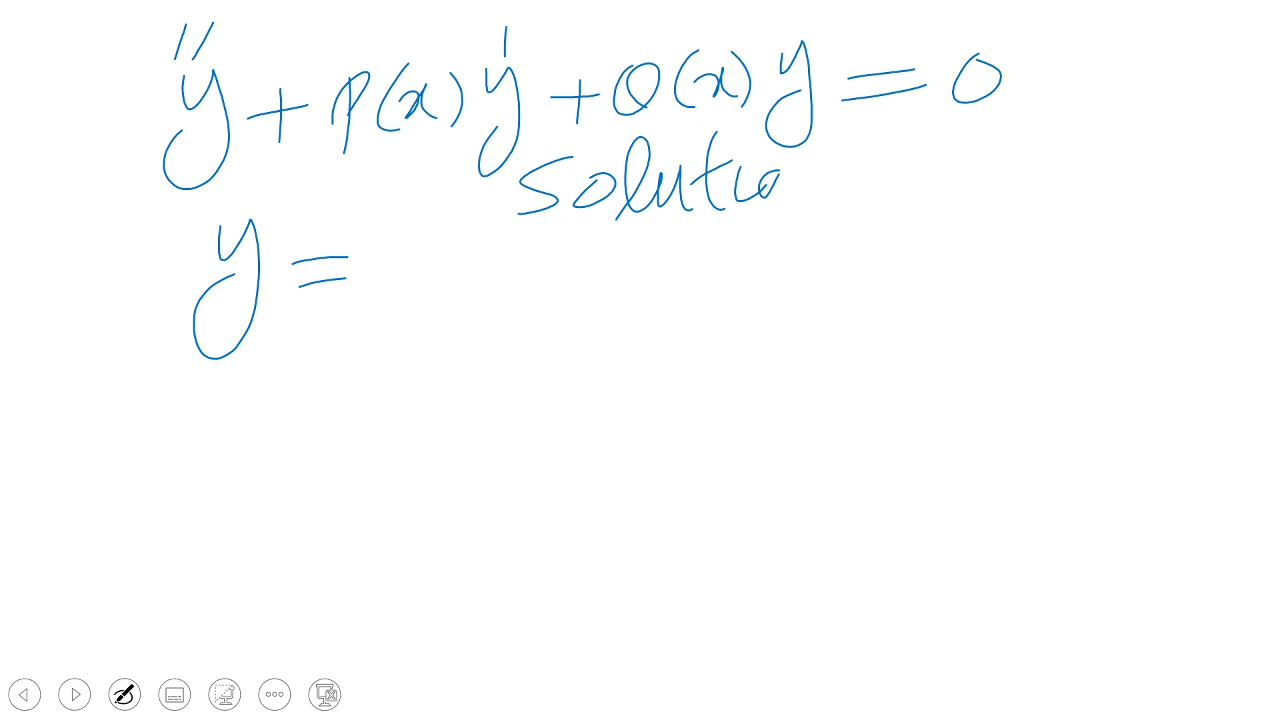 y'' + P(x) y' + Q(x) y = 0
solutio
y =